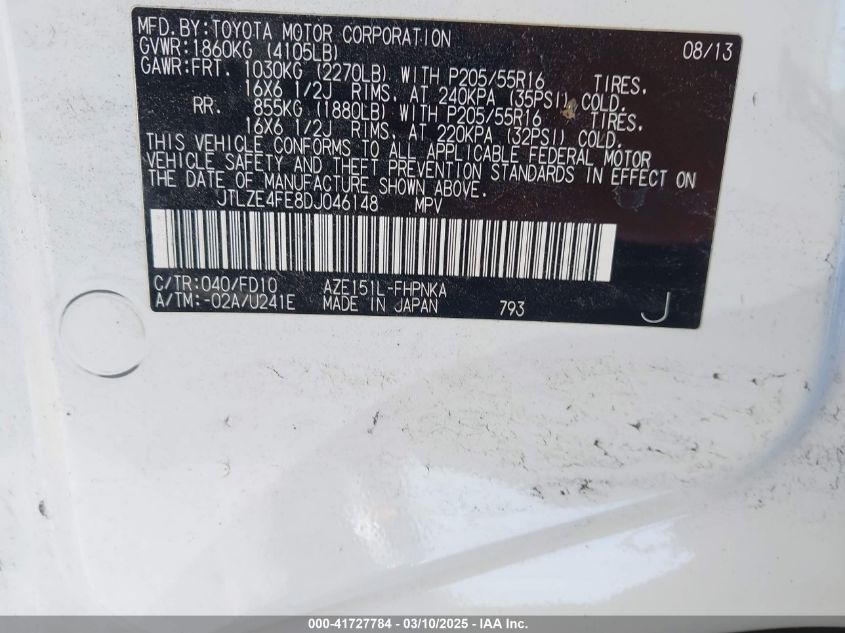 MFD.BY:TOYOTA MOTOR CORPORATION 08/13
GVWR:1860KG (4105LB)
GAWR:FRT. 1030KG (2270LB) WITH P205/55R16 TIRES.
16X6 1/2J RIMS, AT 240KPA (35PSI) COLD.
RR. 855KG (1880LB) WITH P205/55R16 TIRES.
16X6 1/2J RIMS, AT 220KPA (32PSI) COLD.
THIS VEHICLE CONFORMS TO ALL APPLICABLE FEDERAL MOTOR
VEHICLE SAFETY AND THEFT PREVENTION STANDARDS IN EFFECT ON
THE DATE OF MANUFACTURE SHOWN ABOVE.
JTLZE4FE8DJ046148 MPV
C/TR:040/FD10 AZE151L-FHPNKA
A/TM:-02A/U241E MADE IN JAPAN 793 J
000-41727784 - 03/10/2025 - © IAA Inc.